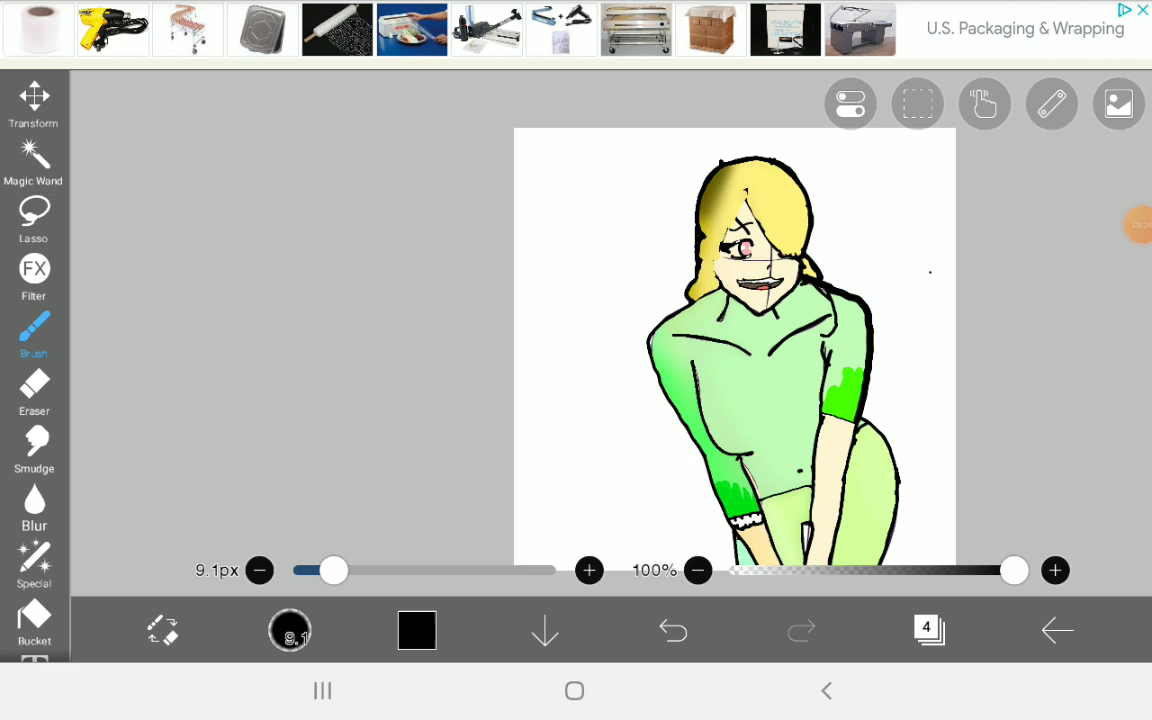 U.S. Packaging & Wrapping
Transform
Magic Wand
Lasso
FX
Filter
Brush
Eraser
Smudge
Blur
Special
Bucket
9.1px
100%
9.1
4